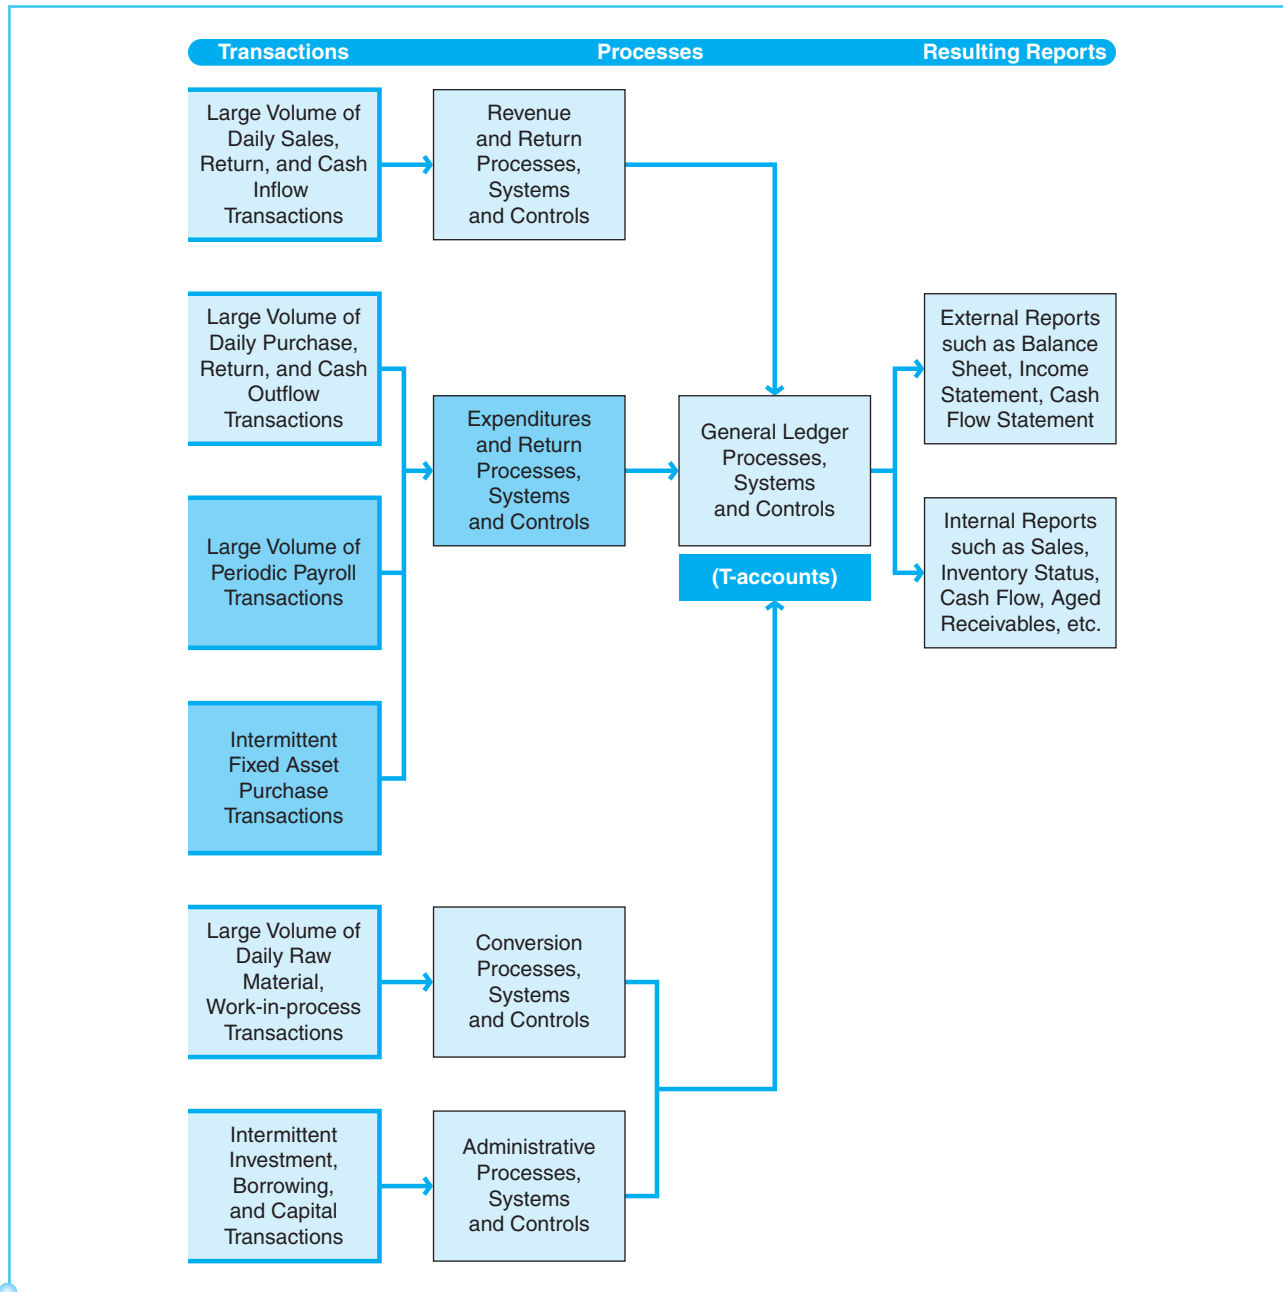 Transactions Processes Resulting Reports
Large Volume of
Daily Sales,
Return, and Cash
Inflow
Transactions
Revenue
and Return
Processes,
Systems
and Controls
Large Volume of
Daily Purchase,
Return, and Cash
Outflow
Transactions
Large Volume of
Periodic Payroll
Transactions
Intermittent
Fixed Asset
Purchase
Transactions
Expenditures
and Return
Processes,
Systems
and Controls
General Ledger
Processes,
Systems
and Controls
(T-accounts)
External Reports
such as Balance
Sheet, Income
Statement, Cash
Flow Statement
Internal Reports
such as Sales,
Inventory Status,
Cash Flow, Aged
Receivables, etc.
Large Volume of
Daily Raw
Material,
Work-in-process
Transactions
Conversion
Processes,
Systems
and Controls
Intermittent
Investment,
Borrowing,
and Capital
Transactions
Administrative
Processes,
Systems
and Controls